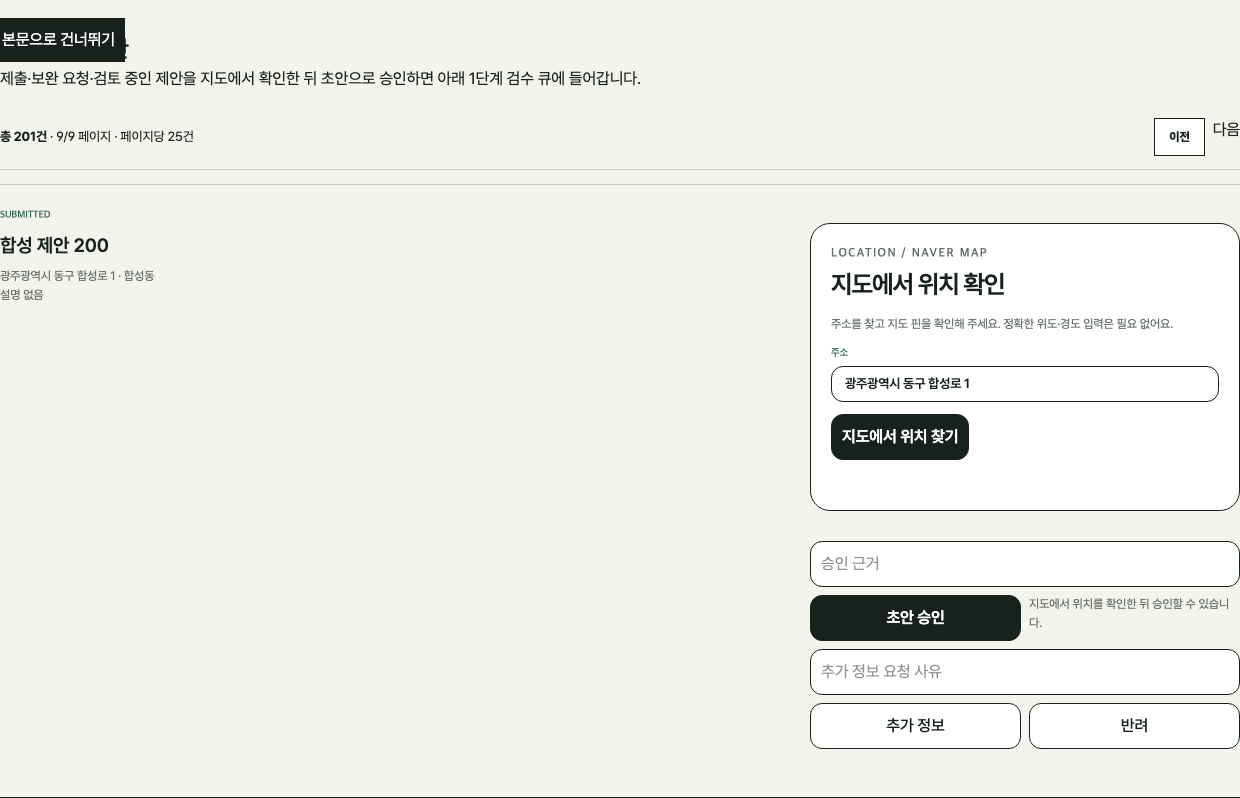 본문으로 건너뛰기
제출·보완 요청·검토 중인 제안을 지도에서 확인한 뒤 초안으로 승인하면 아래 1단계 검수 큐에 들어갑니다.
총 201건 · 9/9 페이지 · 페이지당 25건
이전
다음
SUBMITTED
합성 제안 200
광주광역시 동구 합성로 1 · 합성동
설명 없음
LOCATION / NAVER MAP
지도에서 위치 확인
주소를 찾고 지도 핀을 확인해 주세요. 정확한 위도·경도 입력은 필요 없어요.
주소
광주광역시 동구 합성로 1
지도에서 위치 찾기
승인 근거
초안 승인
지도에서 위치를 확인한 뒤 승인할 수 있습니
다.
추가 정보 요청 사유
추가 정보
반려